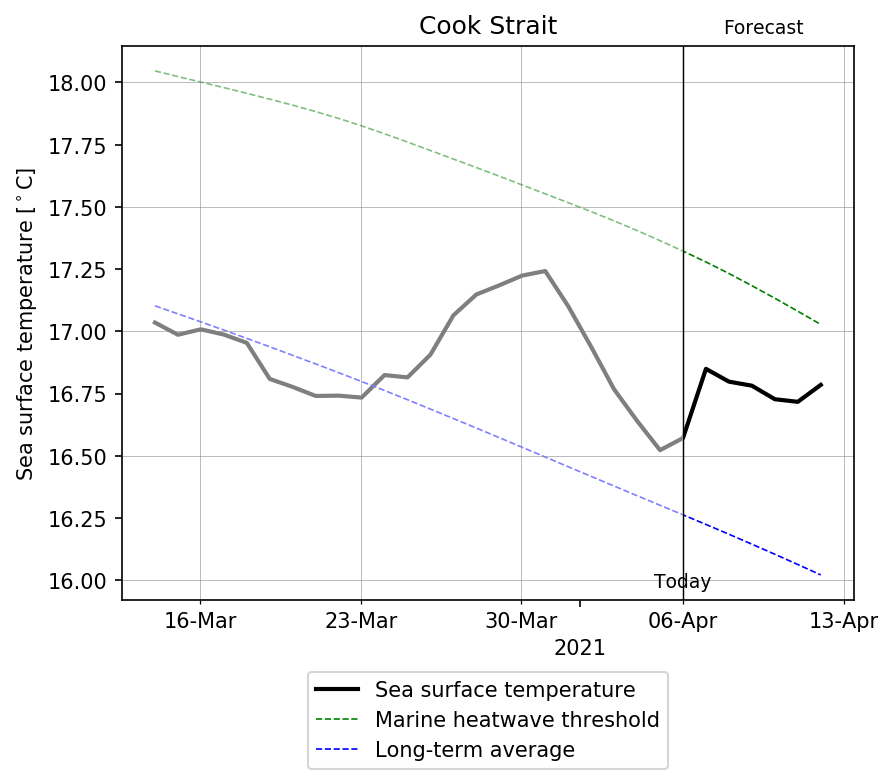 Cook Strait
Forecast
Sea surface temperature [°C]
18.00
17.75
17.50
17.25
17.00
16.75
16.50
16.25
16.00
Today
16-Mar 23-Mar 30-Mar 06-Apr 13-Apr
2021
Sea surface temperature
Marine heatwave threshold
Long-term average